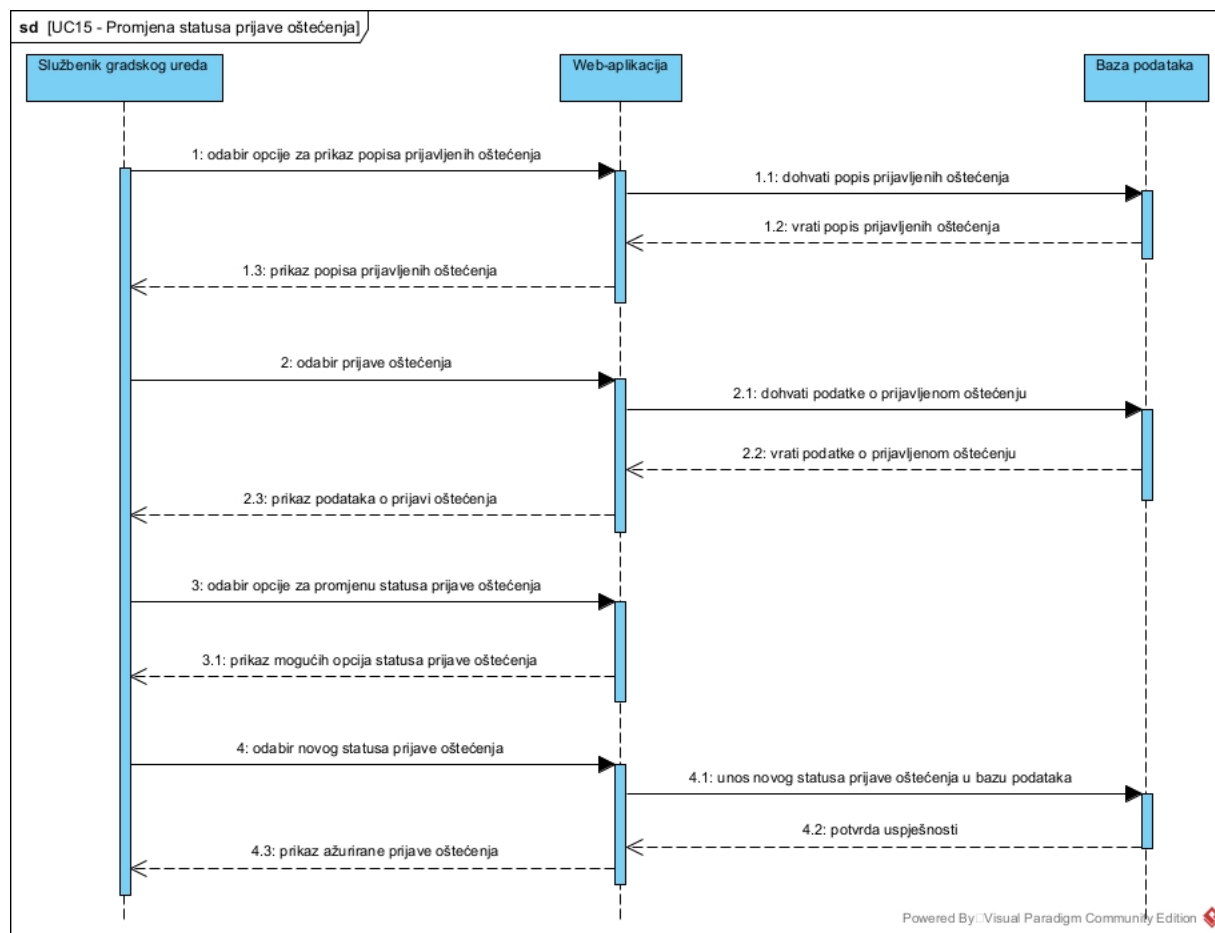 sd [UC15 - Promjena statusa prijave oštećenja]
Službenik gradskog ureda
Web-aplikacija
Baza podataka
1: odabir opcije za prikaz popisa prijavljenih oštećenja
1.1: dohvati popis prijavljenih oštećenja
1.2: vrati popis prijavljenih oštećenja
1.3: prikaz popisa prijavljenih oštećenja
2: odabir prijave oštećenja
2.1: dohvati podatke o prijavljenom oštećenju
2.2: vrati podatke o prijavljenom oštećenju
2.3: prikaz podataka o prijavi oštećenja
3: odabir opcije za promjenu statusa prijave oštećenja
3.1: prikaz mogućih opcija statusa prijave oštećenja
4: odabir novog statusa prijave oštećenja
4.1: unos novog statusa prijave oštećenja u bazu podataka
4.2: potvrda uspješnosti
4.3: prikaz ažurirane prijave oštećenja
Powered By Visual Paradigm Community Edition